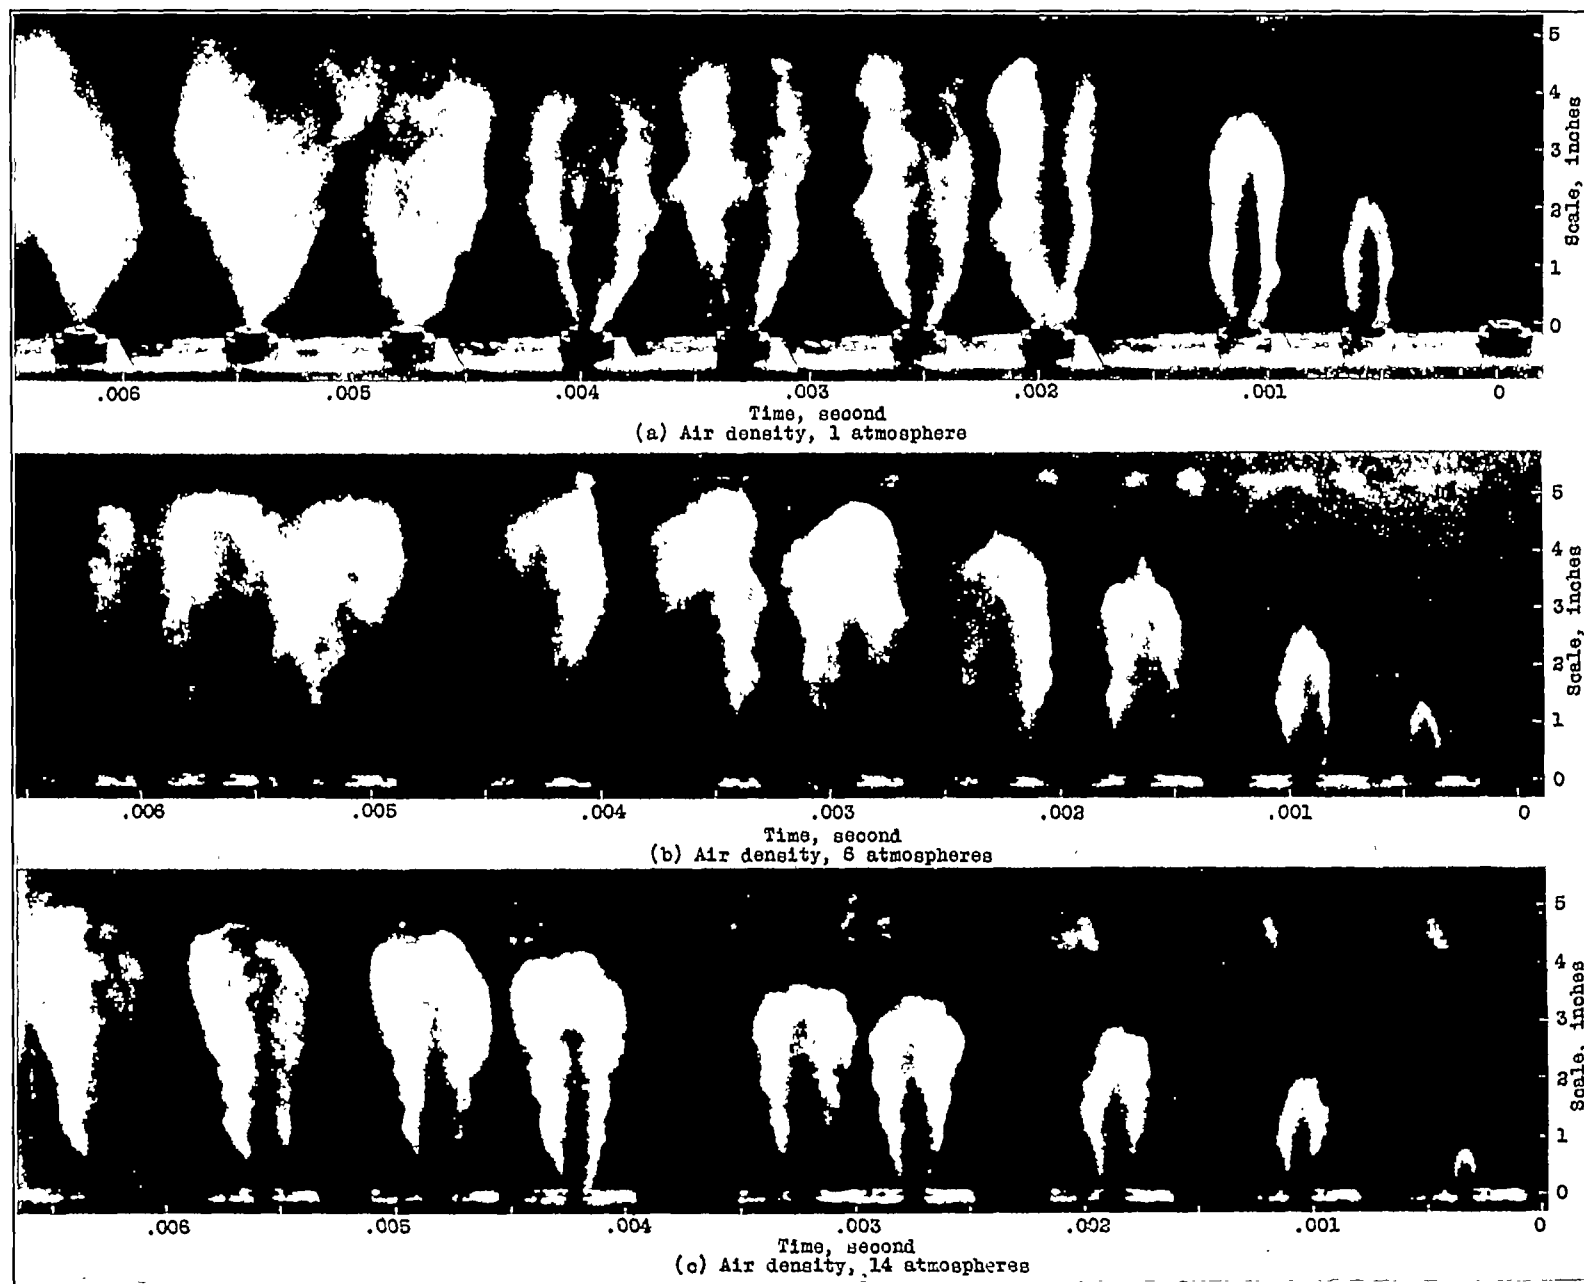 5
4
3
2
1
0
Scale, inches
.006 .005 .004 .003 .002 .001 0
Time, second
(a) Air density, 1 atmosphere
5
4
3
2
1
0
Scale, inches
.006 .005 .004 .003 .002 .001 0
Time, second
(b) Air density, 6 atmospheres
5
4
3
2
1
0
Scale, inches
.006 .005 .004 .003 .002 .001 0
Time, second
(c) Air density, 14 atmospheres